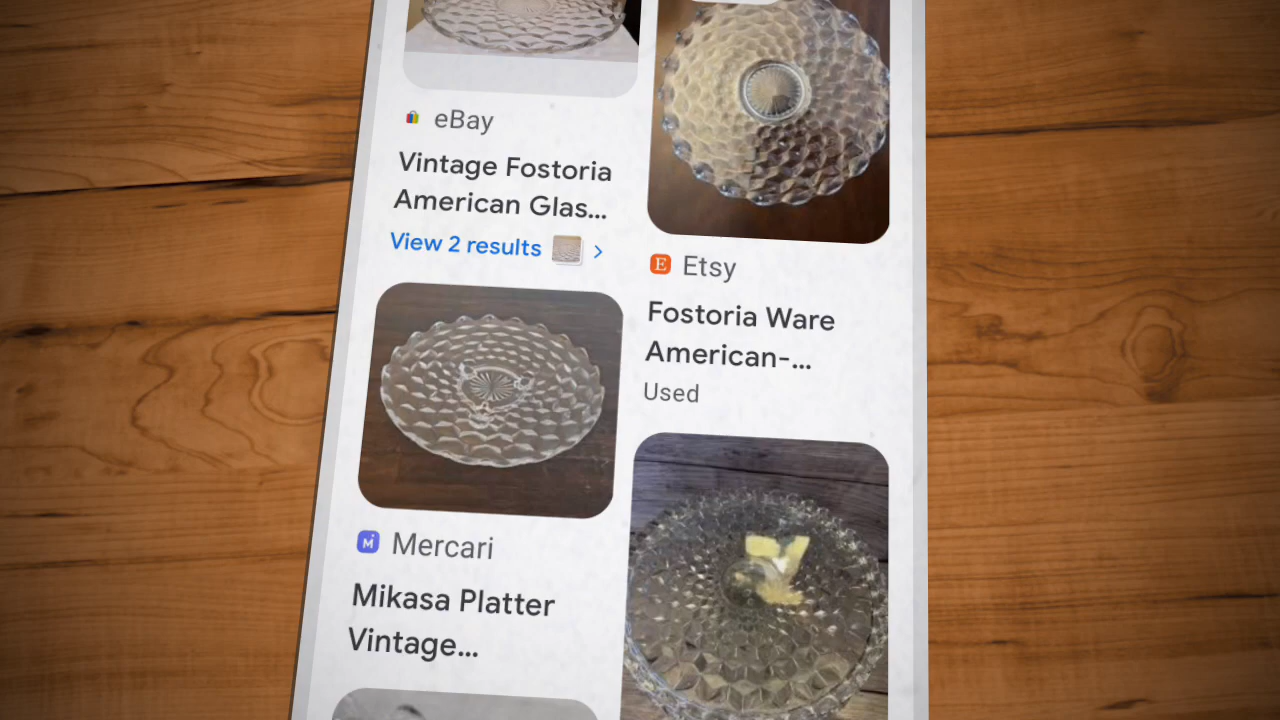 eBay
Vintage Fostoria
American Glas...
View 2 results
E Etsy
Fostoria Ware
American-...
Used
M Mercari
Mikasa Platter
Vintage...